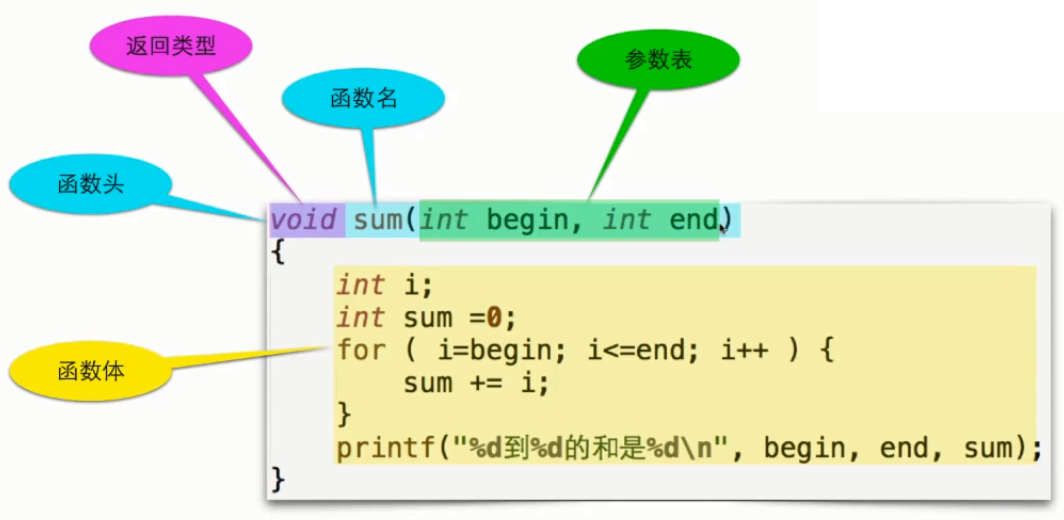 返回类型
函数名
参数表
函数头
void sum(int begin, int end)
{
int i;
int sum =0;
for ( i=begin; i<=end; i++ ) {
sum += i;
}
printf("%d到%d的和是%d\n", begin, end, sum);
}
函数体